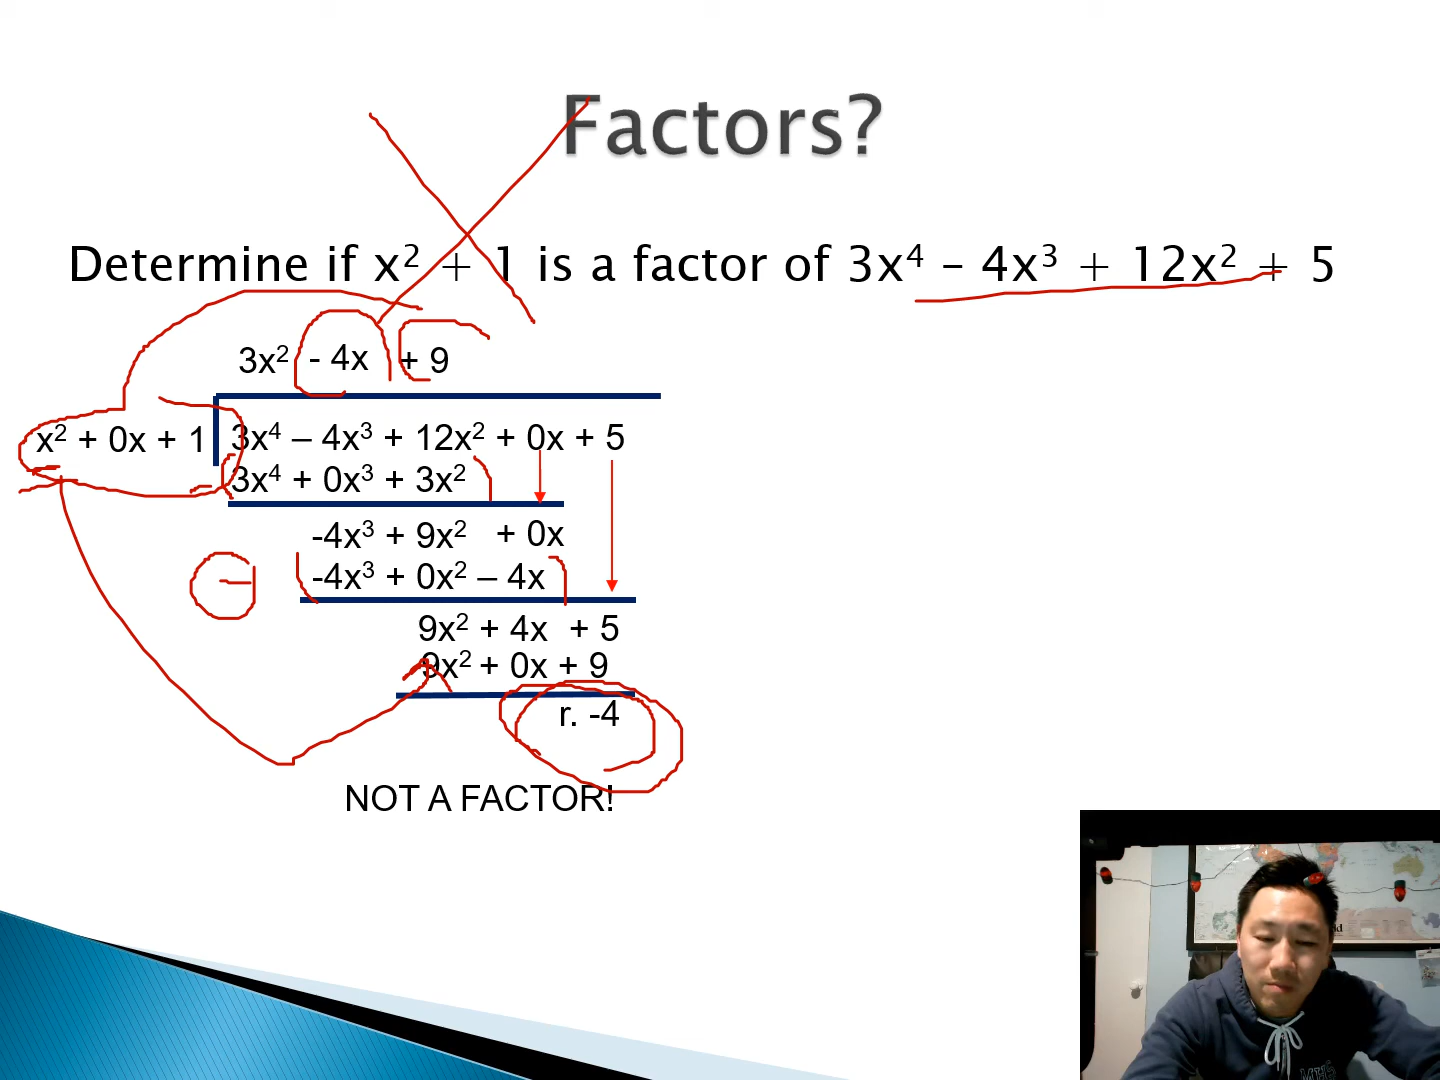 Factors?
Determine if x² + 1 is a factor of 3x⁴ – 4x³ + 12x² + 5
3x² - 4x + 9
x² + 0x + 1 3x⁴ – 4x³ + 12x² + 0x + 5
3x⁴ + 0x³ + 3x²
-4x³ + 9x² + 0x
-4x³ + 0x² – 4x
9x² + 4x + 5
9x² + 0x + 9
r. -4
NOT A FACTOR!